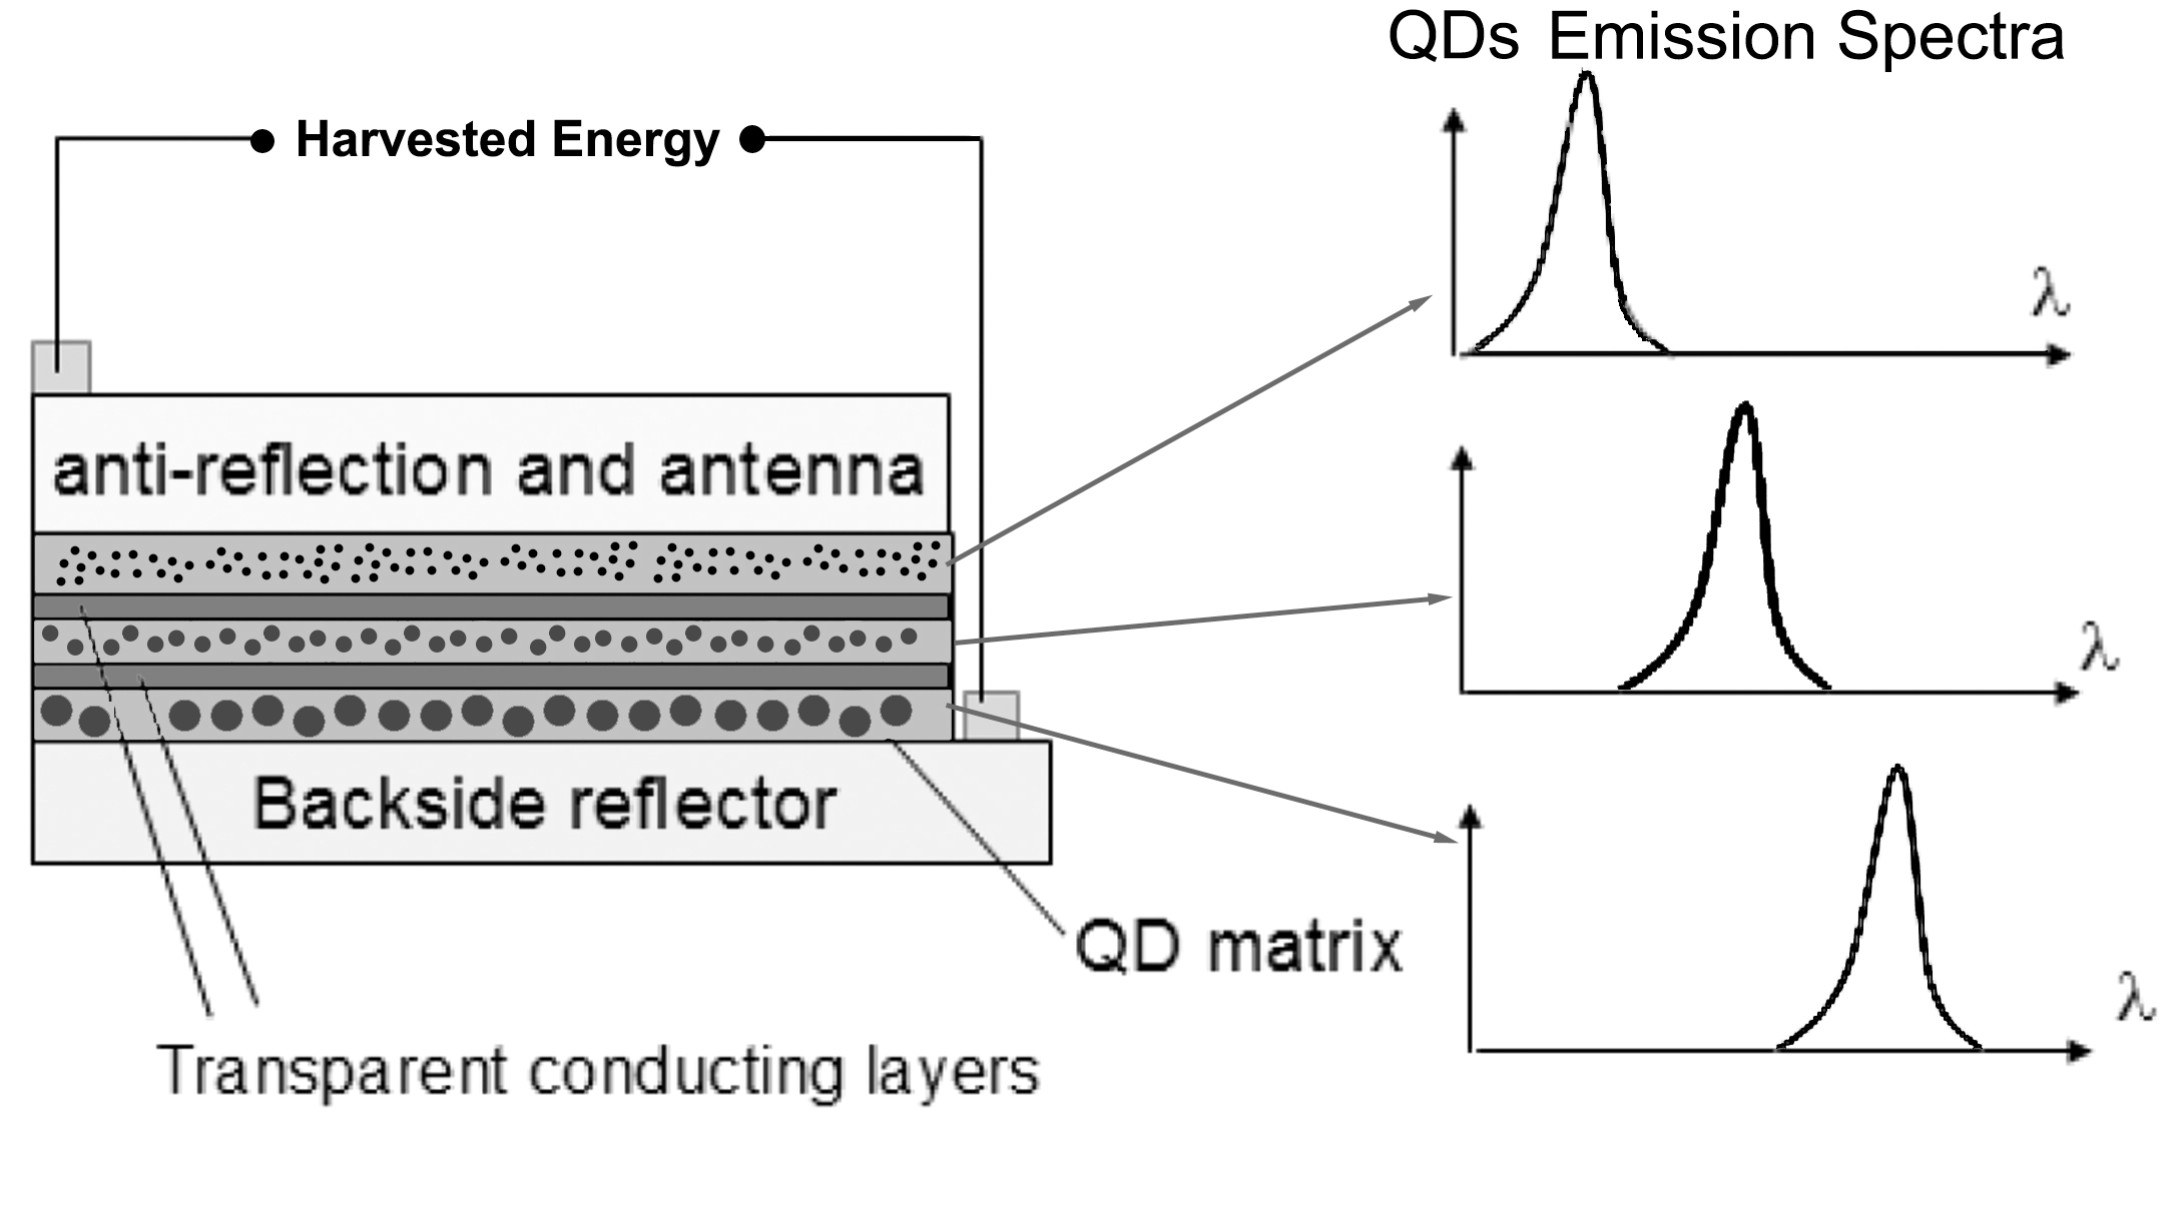 QDs Emission Spectra
Harvested Energy
λ
anti-reflection and antenna
λ
Backside reflector
QD matrix
λ
Transparent conducting layers